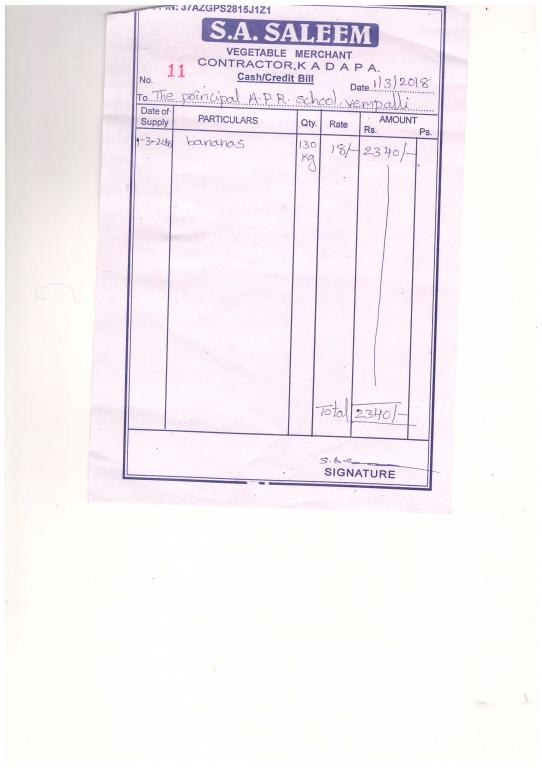 IN: 37AZGPS2815J1Z1
S.A. SALEEM
VEGETABLE MERCHANT
CONTRACTOR, K A D A P A.
Cash/Credit Bill
No. 11 Date 1/3/2018
To The principal A.P.R. school, vempalli
Date of Supply PARTICULARS Qty. Rate AMOUNT Rs. Ps.
1-3-2018 bananas 130 kg 18/- 2340/-
Total 2340/-
S.A.S
SIGNATURE